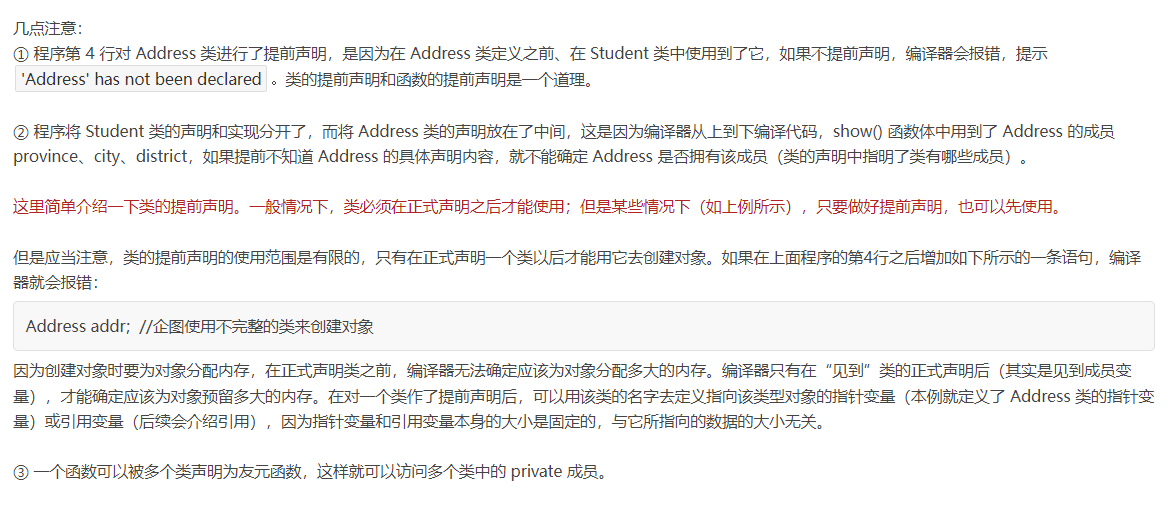 几点注意：
① 程序第 4 行对 Address 类进行了提前声明，是因为在 Address 类定义之前、在 Student 类中使用到了它，如果不提前声明，编译器会报错，提示
'Address' has not been declared 。类的提前声明和函数的提前声明是一个道理。
② 程序将 Student 类的声明和实现分开了，而将 Address 类的声明放在了中间，这是因为编译器从上到下编译代码，show() 函数体中用到了 Address 的成员
province、city、district，如果提前不知道 Address 的具体声明内容，就不能确定 Address 是否拥有该成员（类的声明中指明了类有哪些成员）。
这里简单介绍一下类的提前声明。一般情况下，类必须在正式声明之后才能使用；但是某些情况下（如上例所示），只要做好提前声明，也可以先使用。
但是应当注意，类的提前声明的使用范围是有限的，只有在正式声明一个类以后才能用它去创建对象。如果在上面程序的第4行之后增加如下所示的一条语句，编译
器就会报错：
Address addr; //企图使用不完整的类来创建对象
因为创建对象时要为对象分配内存，在正式声明类之前，编译器无法确定应该为对象分配多大的内存。编译器只有在“见到”类的正式声明后（其实是见到成员变
量），才能确定应该为对象预留多大的内存。在对一个类作了提前声明后，可以用该类的名字去定义指向该类型对象的指针变量（本例就定义了 Address 类的指针变
量）或引用变量（后续会介绍引用），因为指针变量和引用变量本身的大小是固定的，与它所指向的数据的大小无关。
③ 一个函数可以被多个类声明为友元函数，这样就可以访问多个类中的 private 成员。